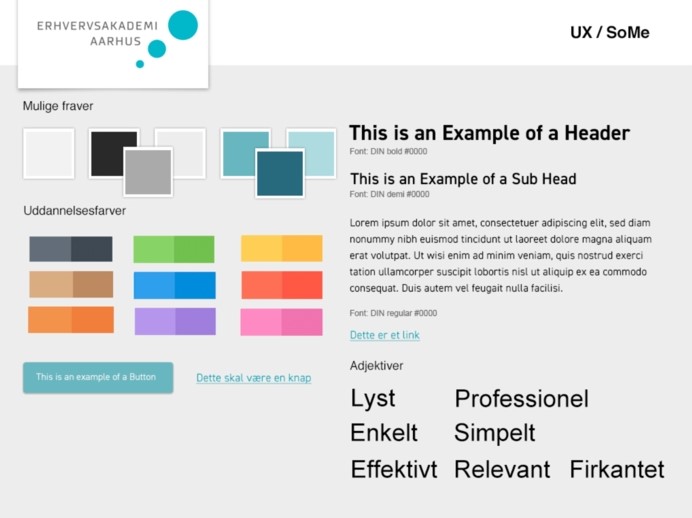 ERHVERVSAKADEMI
AARHUS
UX / SoMe
Mulige fraver
Uddannelsesfarver
This is an example of a Button
Dette skal være en knap
This is an Example of a Header
Font: DIN bold #0000
This is an Example of a Sub Head
Font: DIN demi #0000
Lorem ipsum dolor sit amet, consectetuer adipiscing elit, sed diam
nonummy nibh euismod tincidunt ut laoreet dolore magna aliquam
erat volutpat. Ut wisi enim ad minim veniam, quis nostrud exerci
tation ullamcorper suscipit lobortis nisl ut aliquip ex ea commodo
consequat. Duis autem vel feugait nulla facilisi.
Font: DIN regular #0000
Dette er et link
Adjektiver
Lyst Professionel
Enkelt Simpelt
Effektivt Relevant Firkantet